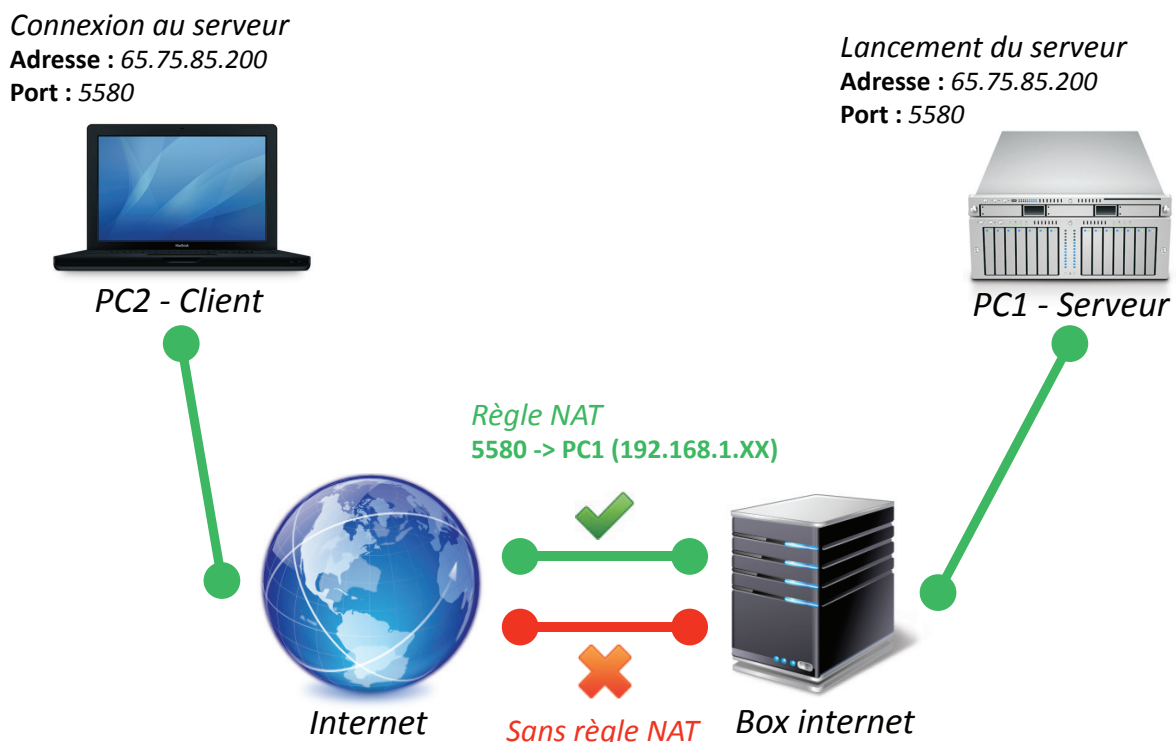 Connexion au serveur
Adresse : 65.75.85.200
Port : 5580
Lancement du serveur
Adresse : 65.75.85.200
Port : 5580
MacBook
PC2 - Client
PC1 - Serveur
Règle NAT
5580 -> PC1 (192.168.1.XX)
Internet
Sans règle NAT
Box internet